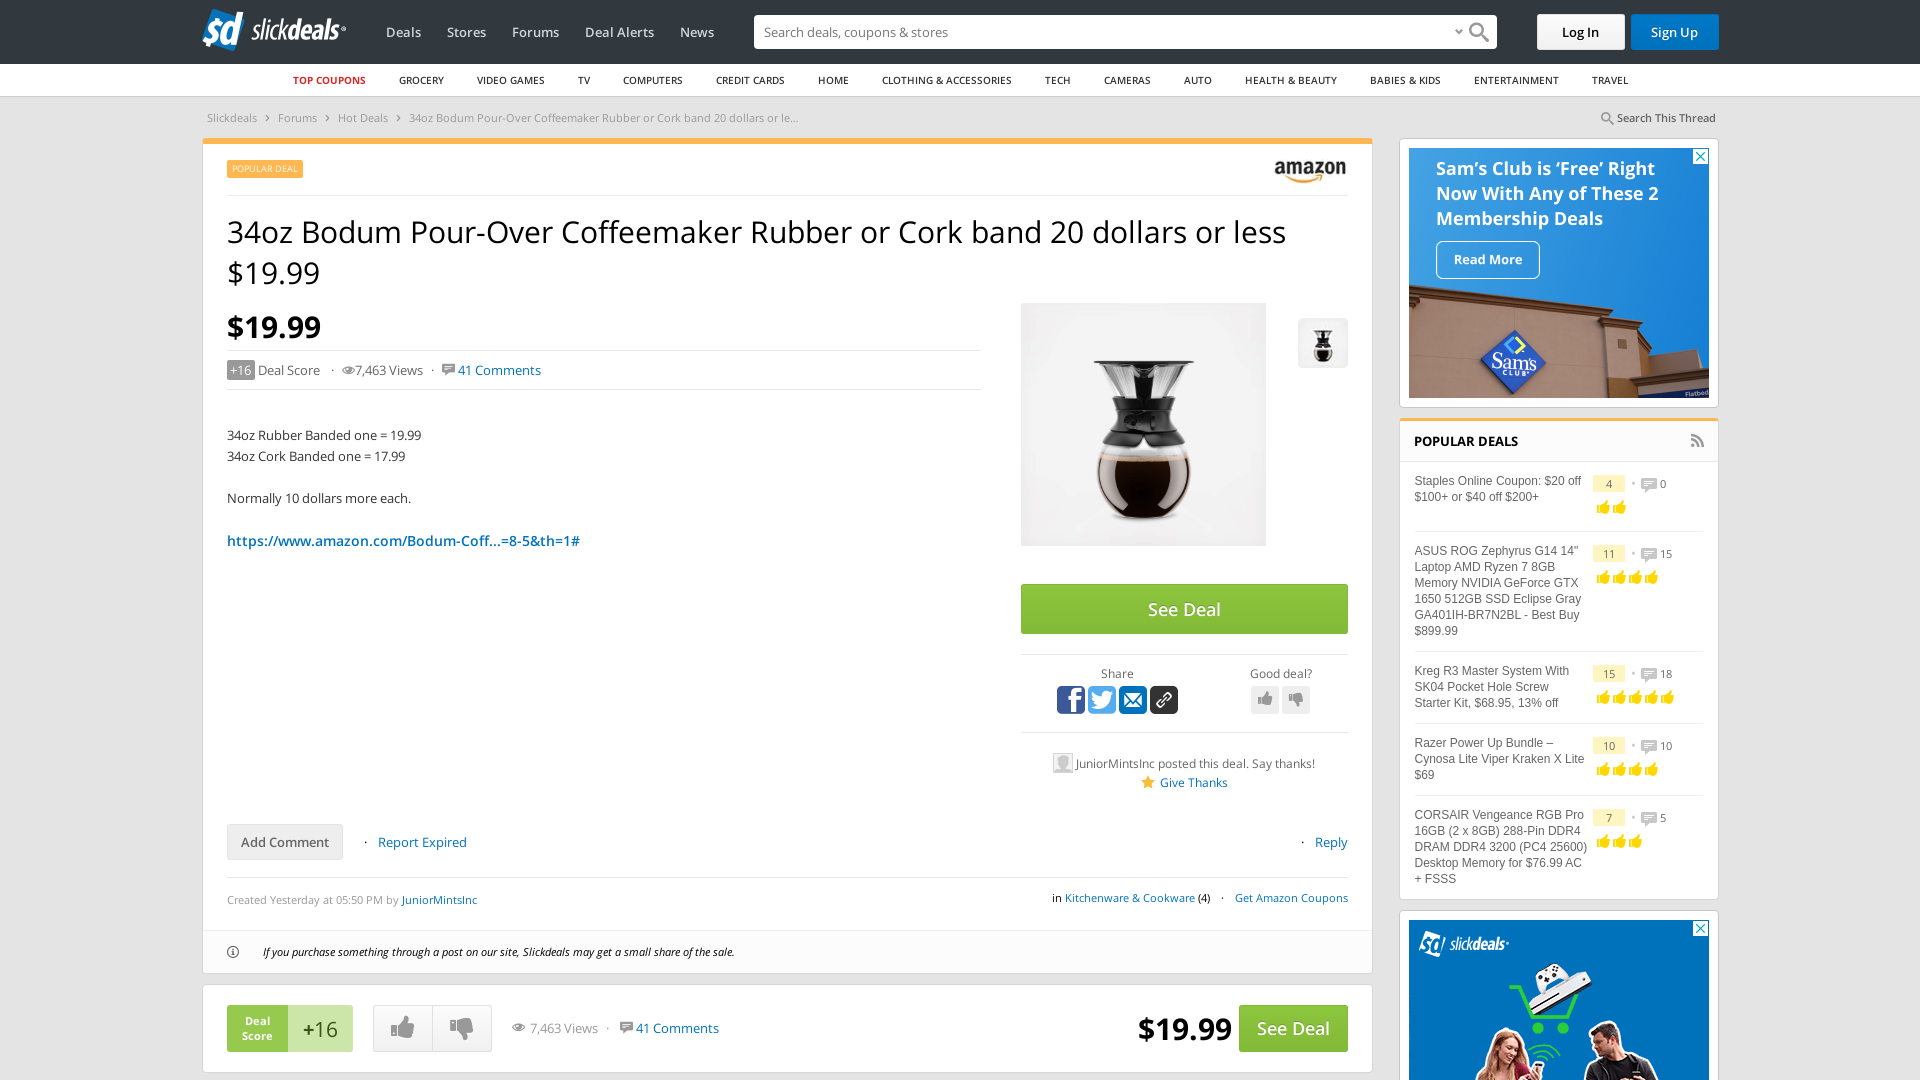 sd slickdeals
Deals
Stores
Forums
Deal Alerts
News
Search deals, coupons & stores
Log In
Sign Up
TOP COUPONS
GROCERY
VIDEO GAMES
TV
COMPUTERS
CREDIT CARDS
HOME
CLOTHING & ACCESSORIES
TECH
CAMERAS
AUTO
HEALTH & BEAUTY
BABIES & KIDS
ENTERTAINMENT
TRAVEL
Slickdeals › Forums › Hot Deals › 34oz Bodum Pour-Over Coffeemaker Rubber or Cork band 20 dollars or le...
Search This Thread
POPULAR DEAL
amazon
34oz Bodum Pour-Over Coffeemaker Rubber or Cork band 20 dollars or less
$19.99
$19.99
+16 Deal Score · 7,463 Views · 41 Comments
34oz Rubber Banded one = 19.99
34oz Cork Banded one = 17.99
Normally 10 dollars more each.
https://www.amazon.com/Bodum-Coff...=8-5&th=1#
See Deal
Share
Good deal?
JuniorMintsInc posted this deal. Say thanks!
Give Thanks
Add Comment · Report Expired
· Reply
Created Yesterday at 05:50 PM by JuniorMintsInc
in Kitchenware & Cookware (4) · Get Amazon Coupons
If you purchase something through a post on our site, Slickdeals may get a small share of the sale.
Deal
Score
+16
7,463 Views · 41 Comments
$19.99
See Deal
Sam's Club is ‘Free’ Right
Now With Any of These 2
Membership Deals
Read More
Sam's
CLUB
Flatbed
POPULAR DEALS
Staples Online Coupon: $20 off
$100+ or $40 off $200+
4 • 0
ASUS ROG Zephyrus G14 14"
Laptop AMD Ryzen 7 8GB
Memory NVIDIA GeForce GTX
1650 512GB SSD Eclipse Gray
GA401IH-BR7N2BL - Best Buy
$899.99
11 • 15
Kreg R3 Master System With
SK04 Pocket Hole Screw
Starter Kit, $68.95, 13% off
15 • 18
Razer Power Up Bundle –
Cynosa Lite Viper Kraken X Lite
$69
10 • 10
CORSAIR Vengeance RGB Pro
16GB (2 x 8GB) 288-Pin DDR4
DRAM DDR4 3200 (PC4 25600)
Desktop Memory for $76.99 AC
+ FSSS
7 • 5
sd slickdeals